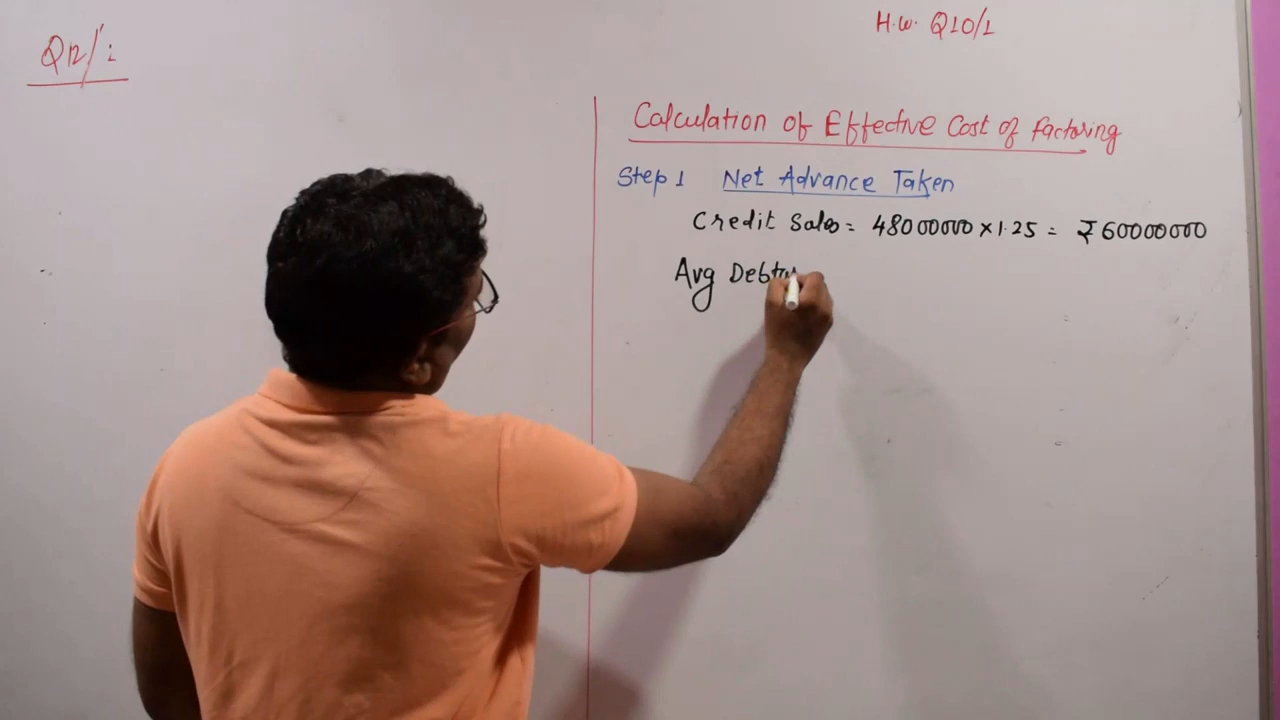 H.W. Q10/1
Q12/:
Calculation of Effective Cost of Factoring
Step 1 Net Advance Taken
Credit Sales = 48000000 × 1.25 = ₹60000000
Avg